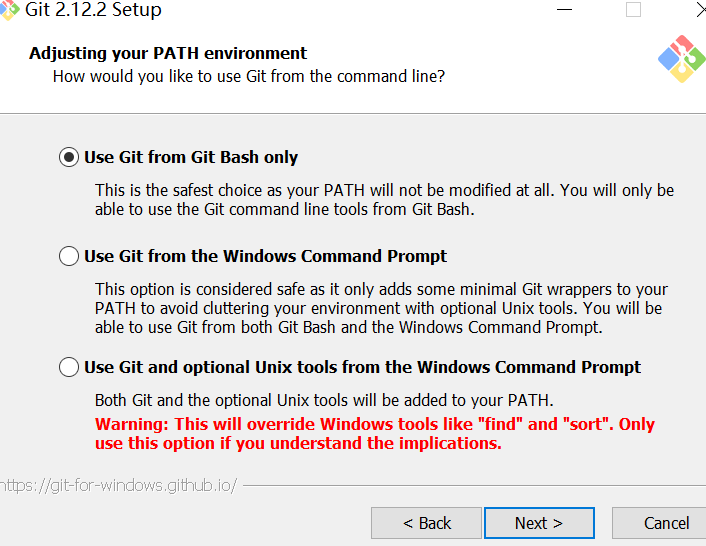 Git 2.12.2 Setup
Adjusting your PATH environment
How would you like to use Git from the command line?
Use Git from Git Bash only
This is the safest choice as your PATH will not be modified at all. You will only be
able to use the Git command line tools from Git Bash.
Use Git from the Windows Command Prompt
This option is considered safe as it only adds some minimal Git wrappers to your
PATH to avoid cluttering your environment with optional Unix tools. You will be
able to use Git from both Git Bash and the Windows Command Prompt.
Use Git and optional Unix tools from the Windows Command Prompt
Both Git and the optional Unix tools will be added to your PATH.
Warning: This will override Windows tools like "find" and "sort". Only
use this option if you understand the implications.
https://git-for-windows.github.io/
< Back
Next >
Cancel